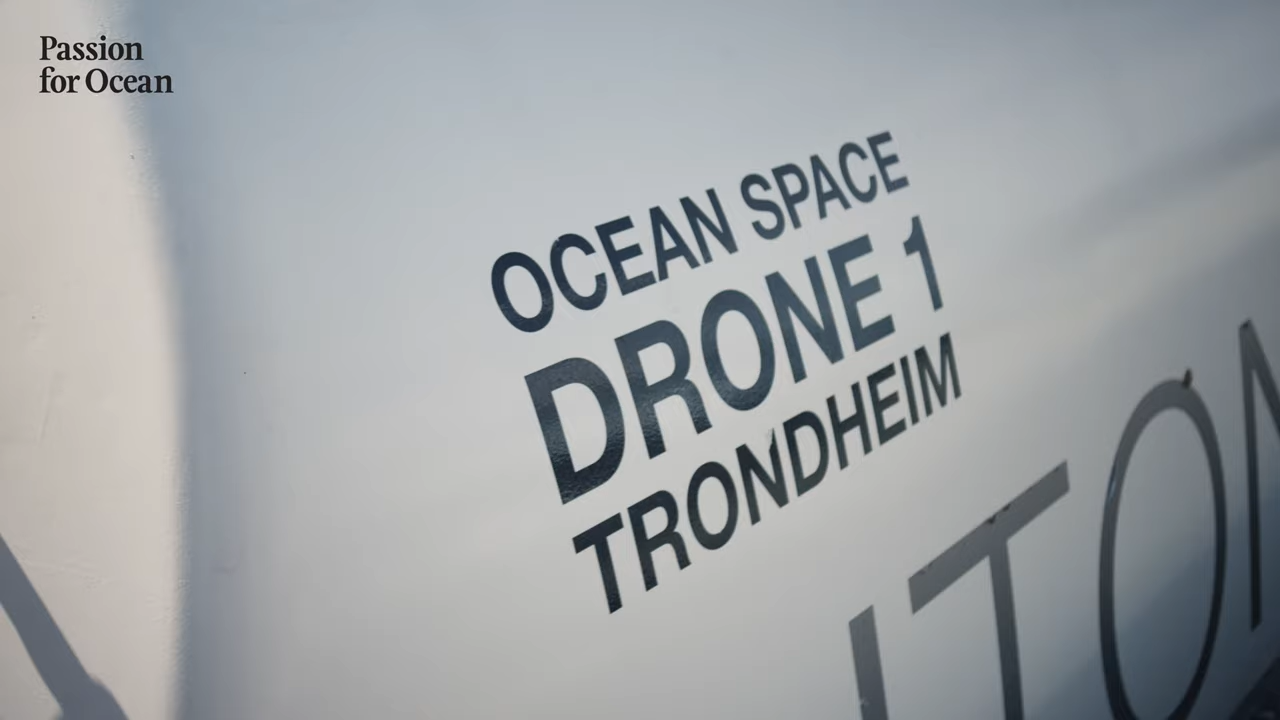 Passion
for Ocean
OCEAN SPACE
DRONE 1
TRONDHEIM